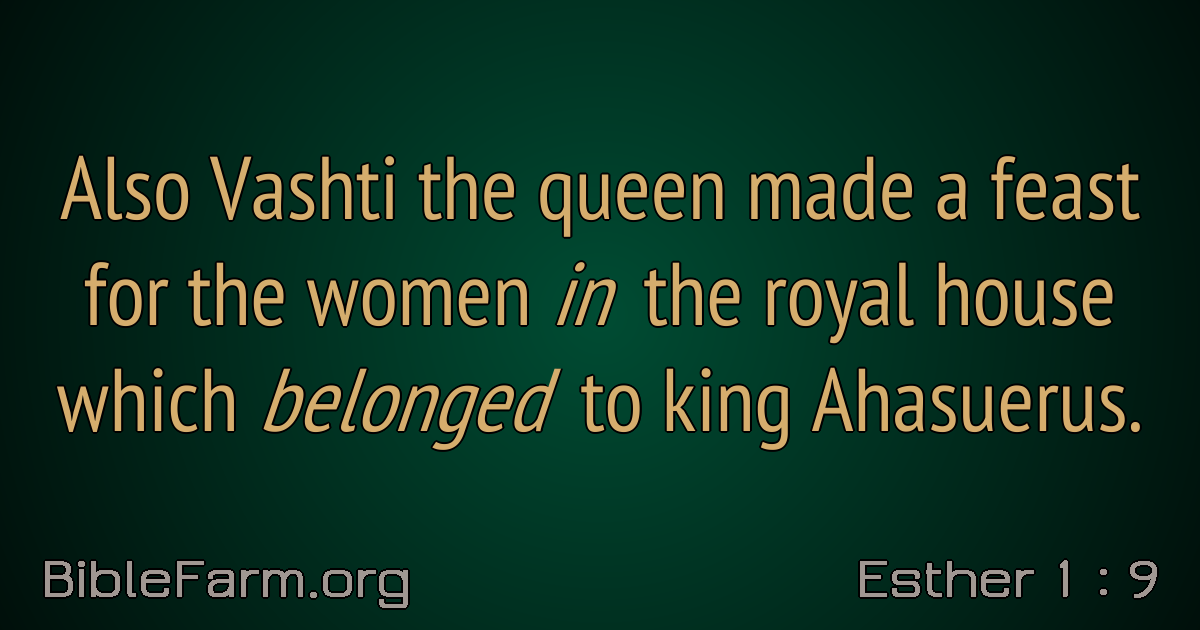 Also Vashti the queen made a feast
for the women in the royal house
which belonged to king Ahasuerus.
BibleFarm.org
Esther 1 : 9